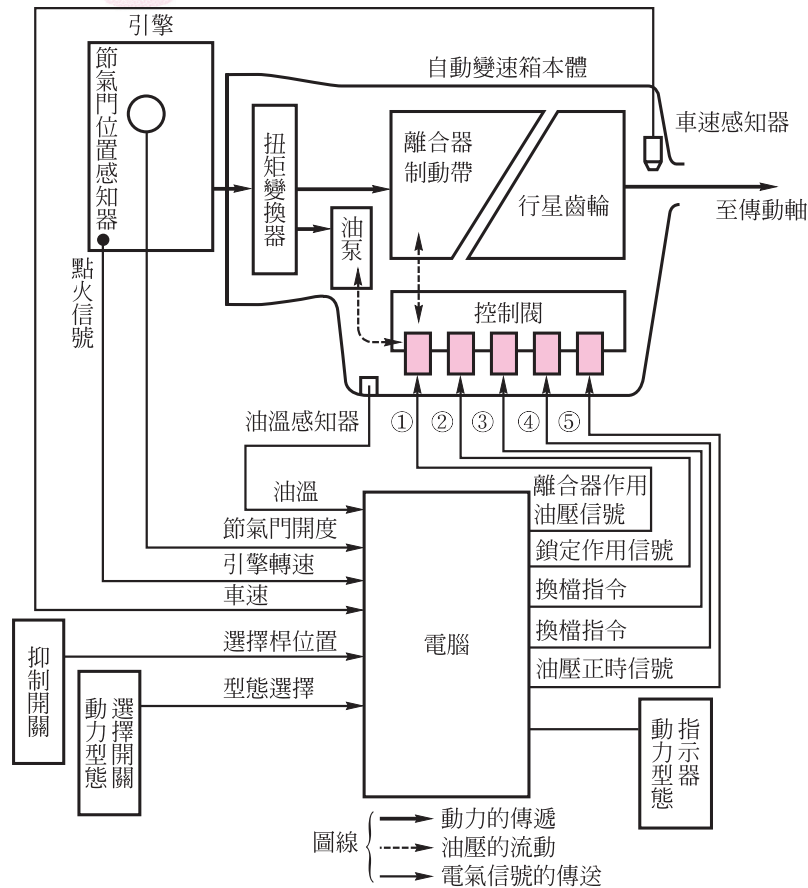 引擎
節氣門位置感知器
點火信號
自動變速箱本體
車速感知器
扭矩變換器
離合器
制動帶
行星齒輪
至傳動軸
油泵
控制閥
①
②
③
④
⑤
油溫感知器
油溫
節氣門開度
引擎轉速
車速
選擇桿位置
型態選擇
電腦
離合器作用
油壓信號
鎖定作用信號
換檔指令
換檔指令
油壓正時信號
抑制開關
動力型態
選擇開關
動力型態
指示器
圖線
動力的傳遞
油壓的流動
電氣信號的傳送